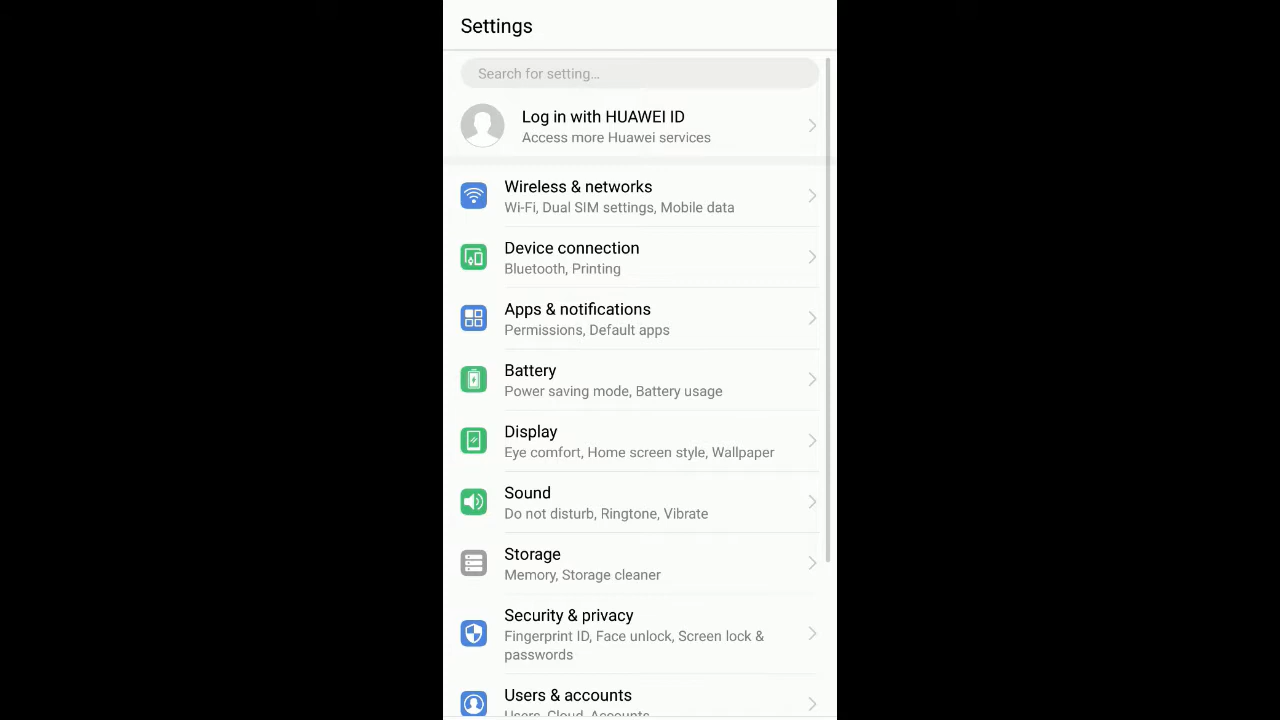 Settings
Search for setting...
Log in with HUAWEI ID
Access more Huawei services
Wireless & networks
Wi-Fi, Dual SIM settings, Mobile data
Device connection
Bluetooth, Printing
Apps & notifications
Permissions, Default apps
Battery
Power saving mode, Battery usage
Display
Eye comfort, Home screen style, Wallpaper
Sound
Do not disturb, Ringtone, Vibrate
Storage
Memory, Storage cleaner
Security & privacy
Fingerprint ID, Face unlock, Screen lock &
passwords
Users & accounts
Users, Cloud, Accounts